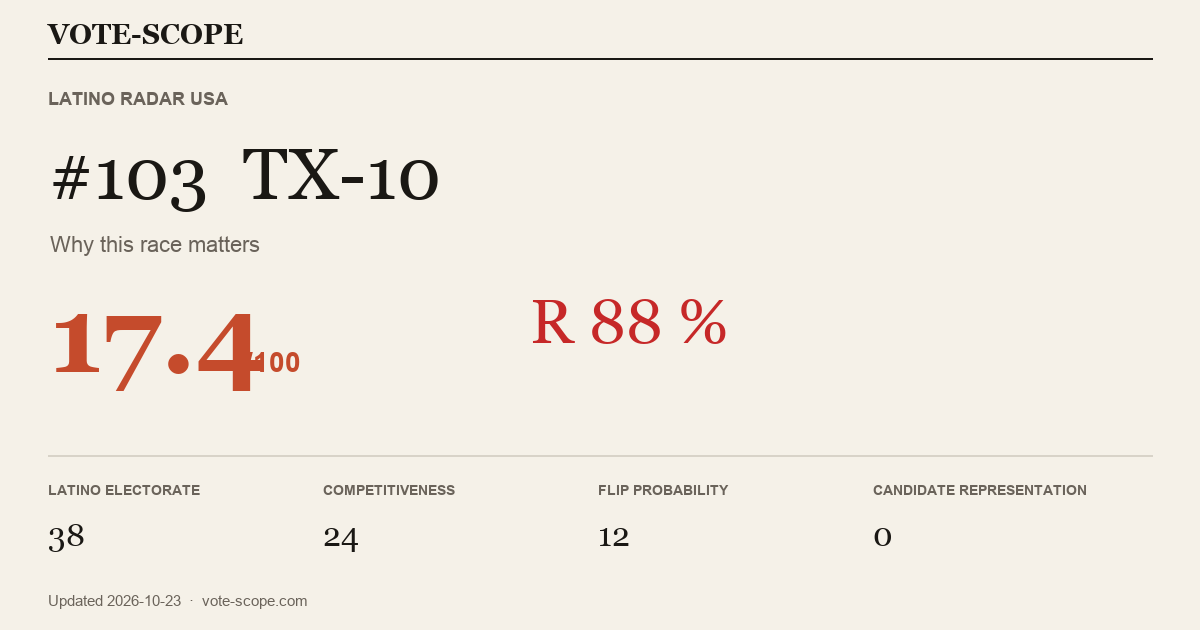 VOTE-SCOPE
LATINO RADAR USA
#103 TX-10
Why this race matters
17.4/100
R 88 %
LATINO ELECTORATE COMPETITIVENESS FLIP PROBABILITY CANDIDATE REPRESENTATION
38 24 12 0
Updated 2026-10-23 · vote-scope.com